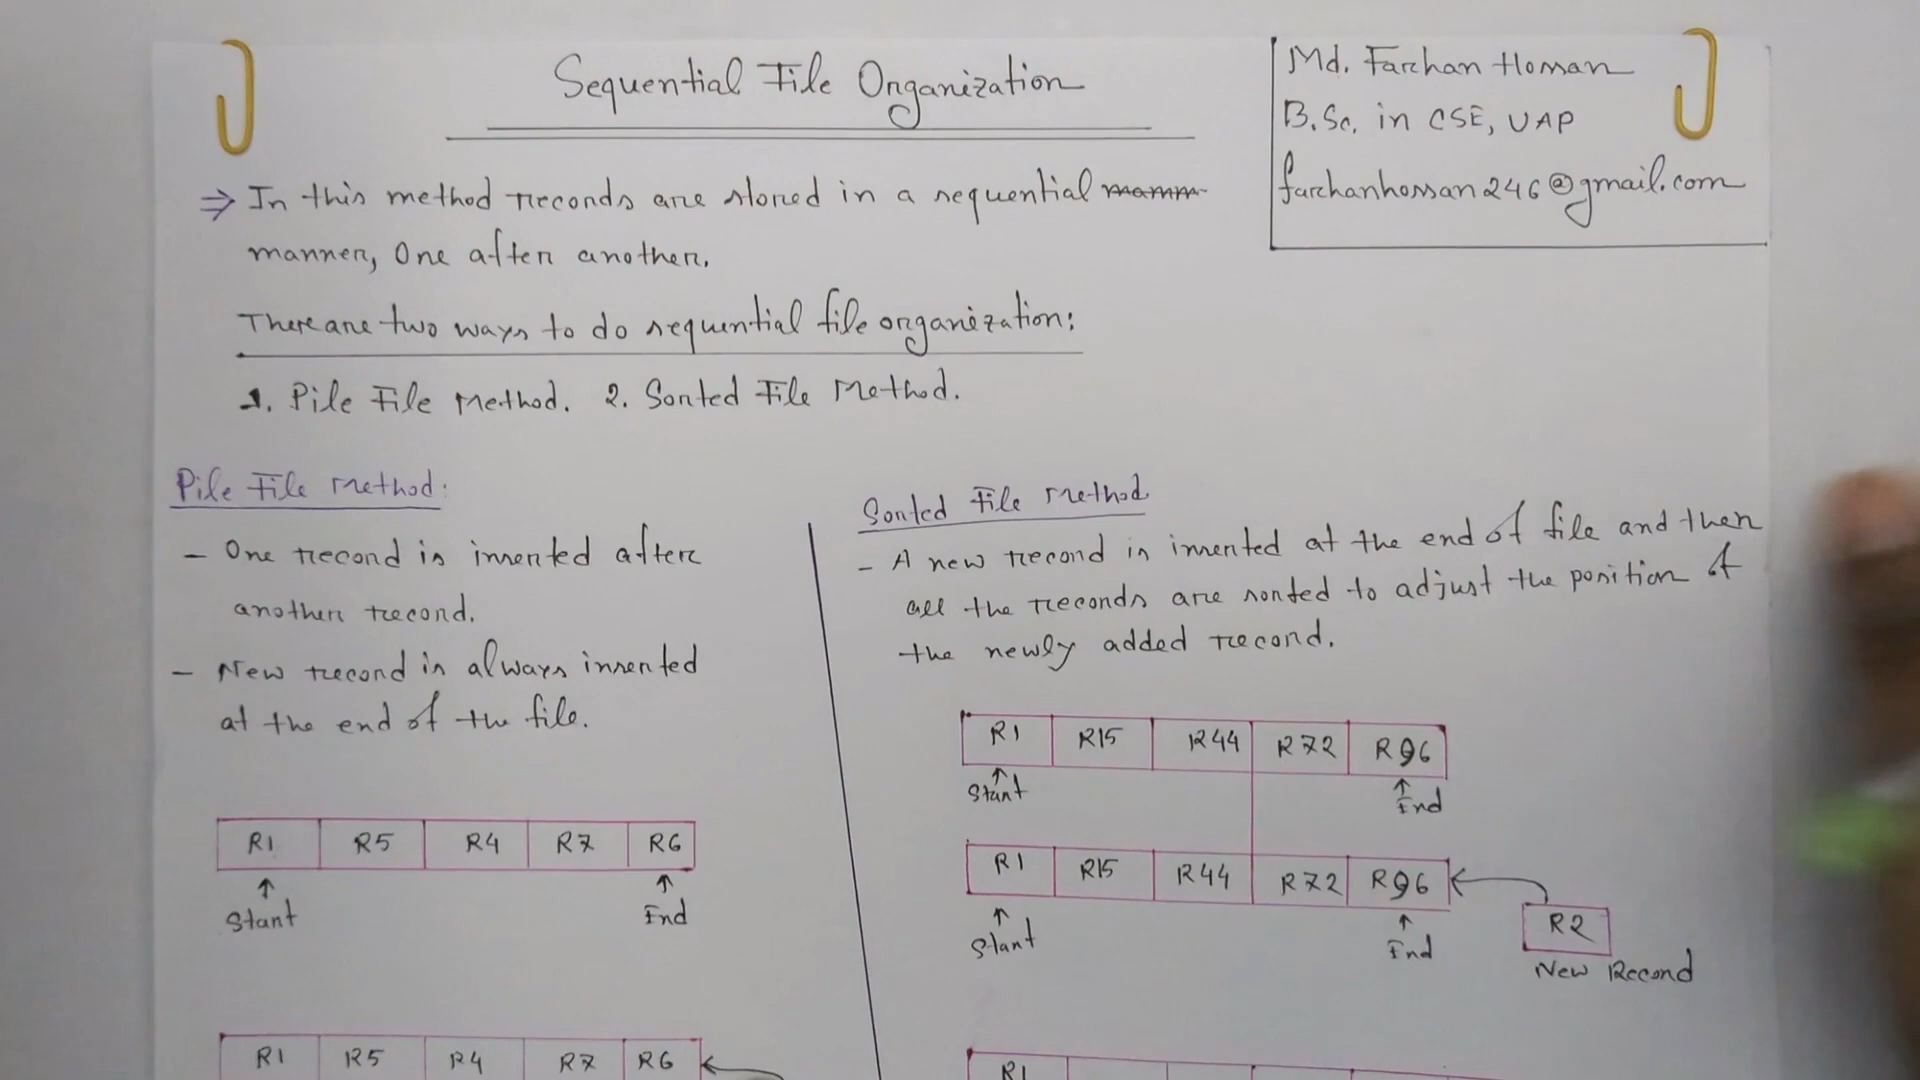 Sequential File Organization
Md. Farhan Hossan
B.Sc. in CSE, UAP
farhanhossan246@gmail.com
⇒ In this method records are stored in a sequential
manner, One after another.
There are two ways to do sequential file organization:
1. Pile File Method. 2. Sorted File Method.
Pile File Method:
- One record is inserted after
another record.
- New record is always inserted
at the end of the file.
R1 R5 R4 R7 R6
↑ ↑
Start End
R1 R5 R4 R7 R6
Sorted File Method
- A new record is inserted at the end of file and then
all the records are sorted to adjust the position of
the newly added record.
R1 R15 R44 R72 R96
↑ ↑
Start End
R1 R15 R44 R72 R96
↑ ↑
Start End
R2
New Record
R1